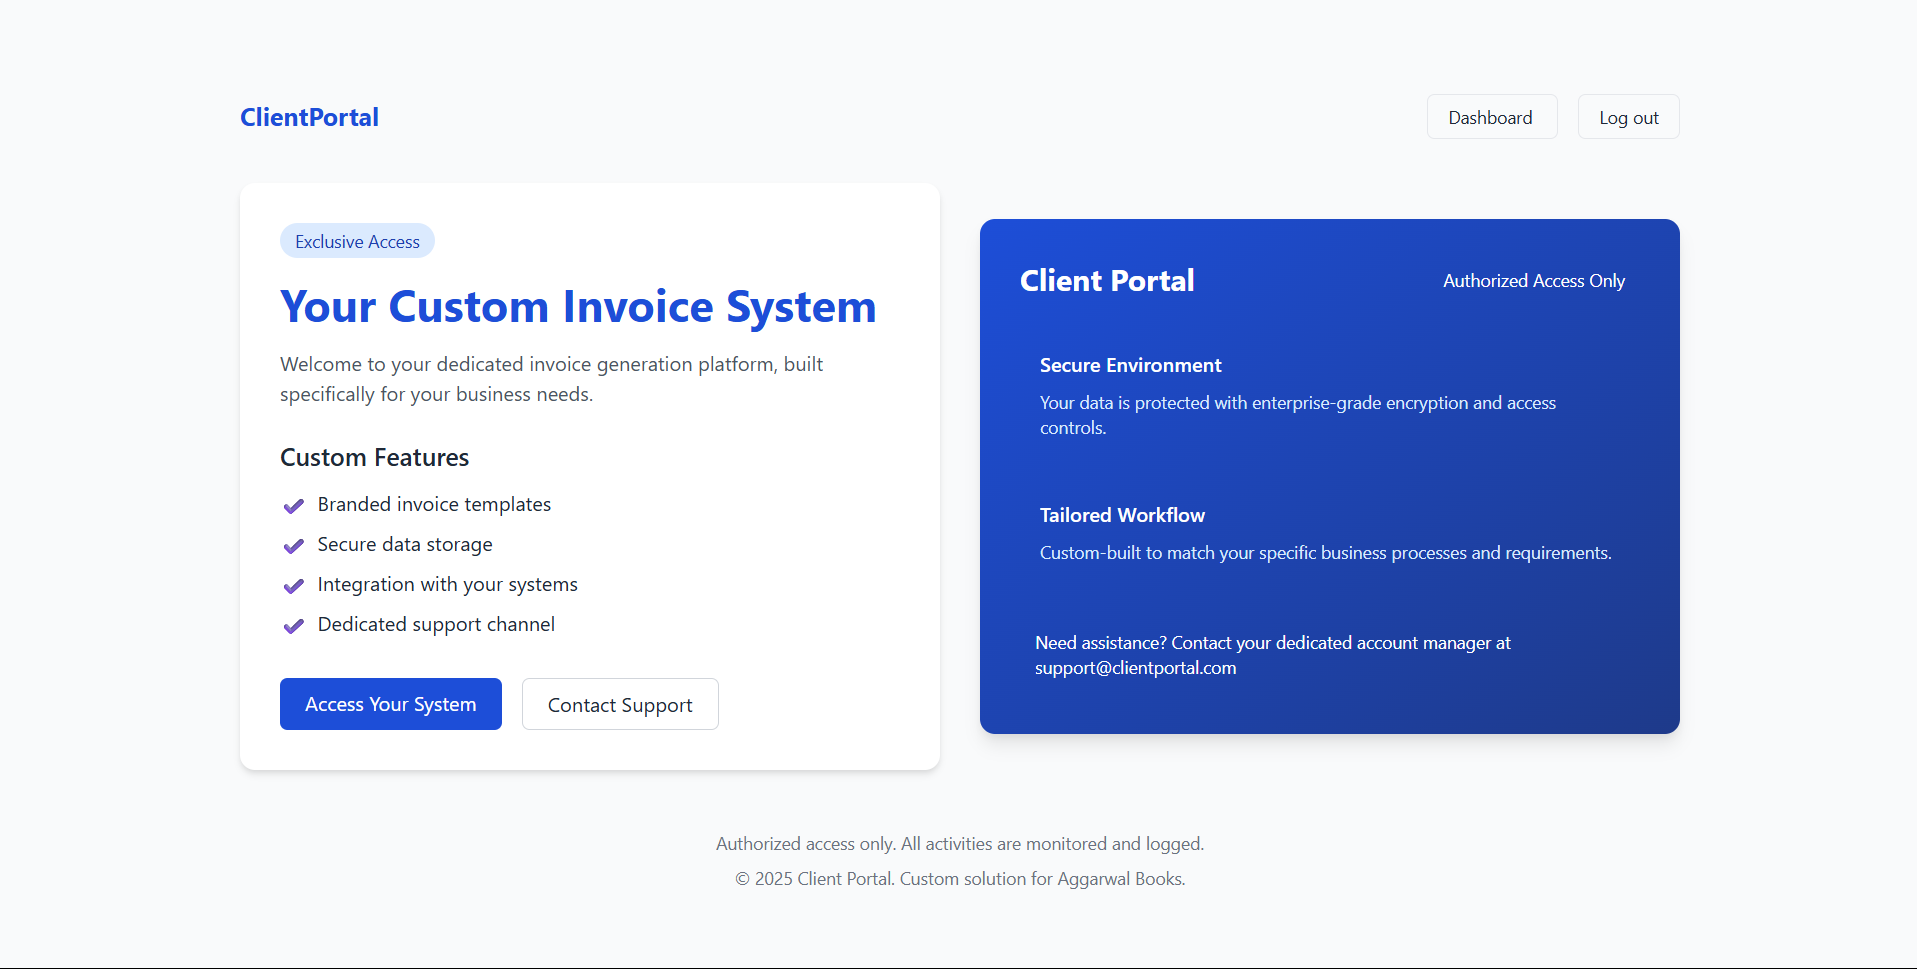 ClientPortal
Dashboard
Log out
Exclusive Access
Your Custom Invoice System
Welcome to your dedicated invoice generation platform, built
specifically for your business needs.
Custom Features
Branded invoice templates
Secure data storage
Integration with your systems
Dedicated support channel
Access Your System
Contact Support
Client Portal
Authorized Access Only
Secure Environment
Your data is protected with enterprise-grade encryption and access
controls.
Tailored Workflow
Custom-built to match your specific business processes and requirements.
Need assistance? Contact your dedicated account manager at
support@clientportal.com
Authorized access only. All activities are monitored and logged.
© 2025 Client Portal. Custom solution for Aggarwal Books.